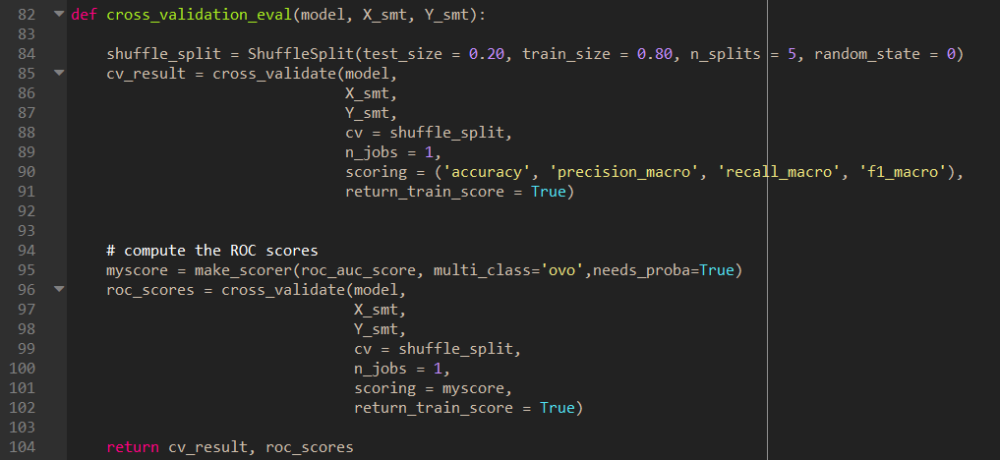 82 def cross_validation_eval(model, X_smt, Y_smt):
83
84 shuffle_split = ShuffleSplit(test_size = 0.20, train_size = 0.80, n_splits = 5, random_state = 0)
85 cv_result = cross_validate(model,
86 X_smt,
87 Y_smt,
88 cv = shuffle_split,
89 n_jobs = 1,
90 scoring = ('accuracy', 'precision_macro', 'recall_macro', 'f1_macro'),
91 return_train_score = True)
92
93
94 # compute the ROC scores
95 myscore = make_scorer(roc_auc_score, multi_class='ovo',needs_proba=True)
96 roc_scores = cross_validate(model,
97 X_smt,
98 Y_smt,
99 cv = shuffle_split,
100 n_jobs = 1,
101 scoring = myscore,
102 return_train_score = True)
103
104 return cv_result, roc_scores